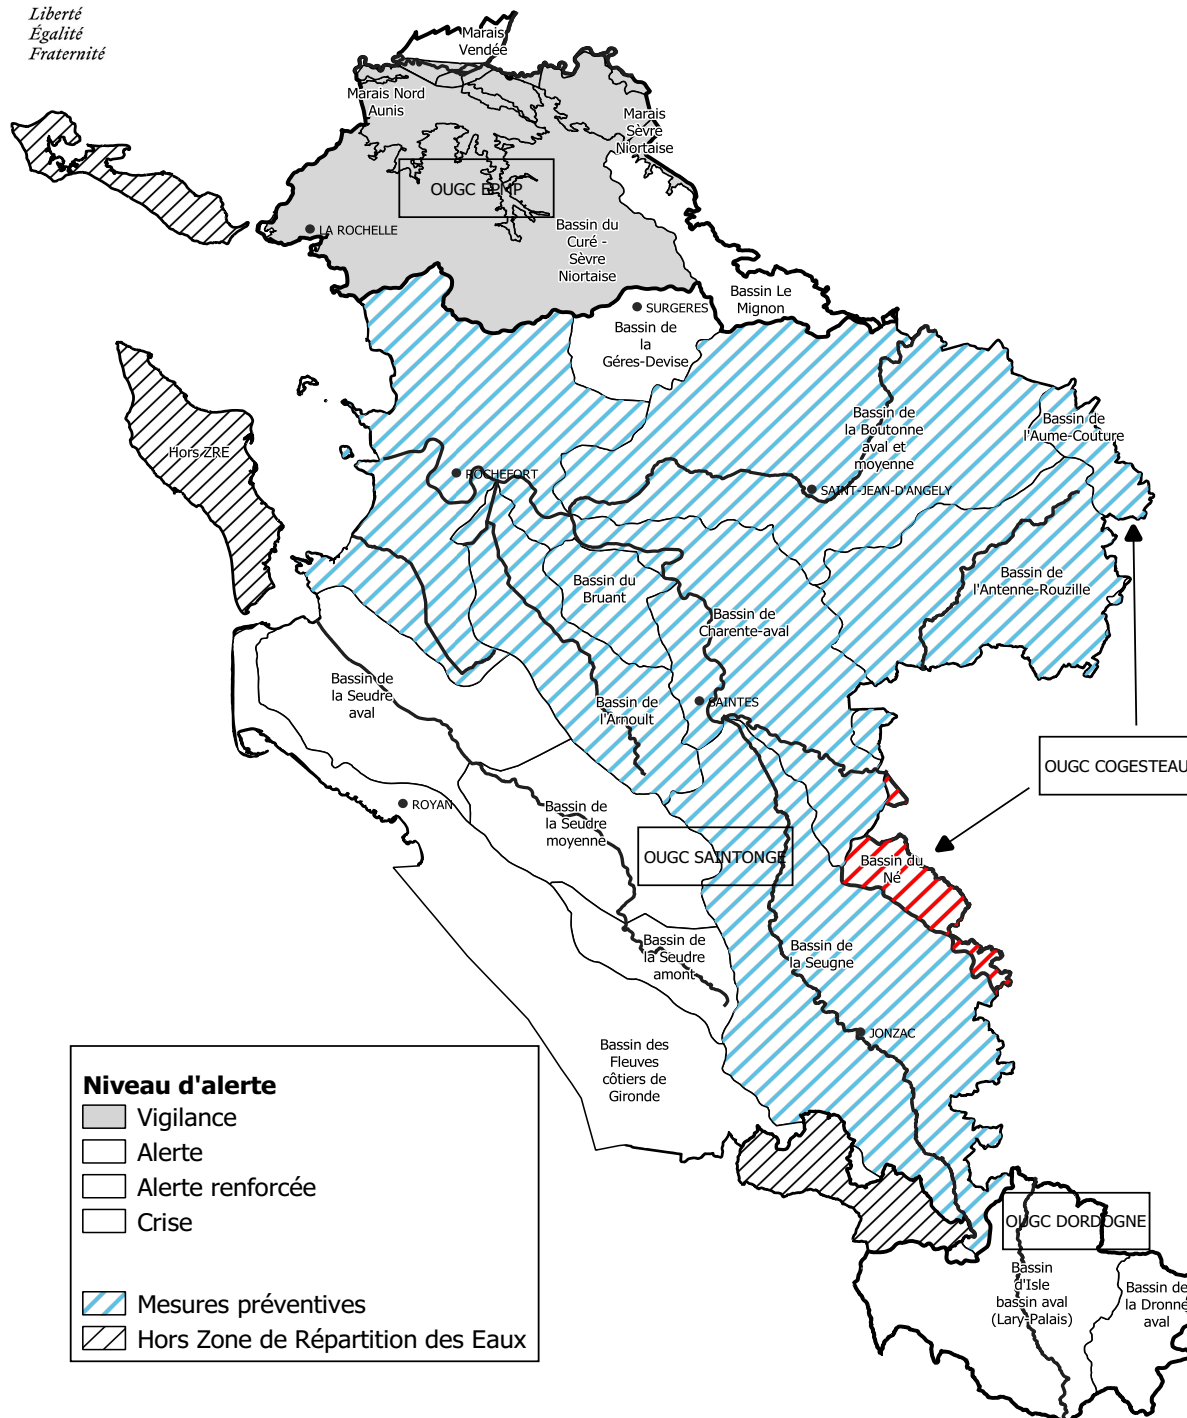 Liberté
Égalité
Fraternité
Marais
Vendée
Marais Nord
Aunis
Marais
Sèvre
Niortaise
OUGC EPMP
LA ROCHELLE
Bassin du
Curé -
Sèvre
Niortaise
Bassin Le
Mignon
SURGERES
Bassin de
la
Géres-Devise
Hors ZRE
Bassin de
la Boutonne
aval et
moyenne
Bassin de
l'Aume-Couture
ROCHEFORT
SAINT-JEAN-D'ANGELY
Bassin du
Bruant
Bassin de
l'Antenne-Rouzille
Bassin de
Charente-aval
Bassin de
la Seudre
aval
Bassin de
l'Arnoult
SAINTES
OUGC COGESTEAU
ROYAN
Bassin de
la Seudre
moyenne
OUGC SAINTONGE
Bassin du
Né
Bassin de
la Seudre
amont
Bassin de
la Seugne
JONZAC
Bassin des
Fleuves
côtiers de
Gironde
Niveau d'alerte
Vigilance
Alerte
Alerte renforcée
Crise
Mesures préventives
Hors Zone de Répartition des Eaux
OUGC DORDOGNE
Bassin
d'Isle
bassin aval
(Lary-Palais)
Bassin de
la Dronne
aval